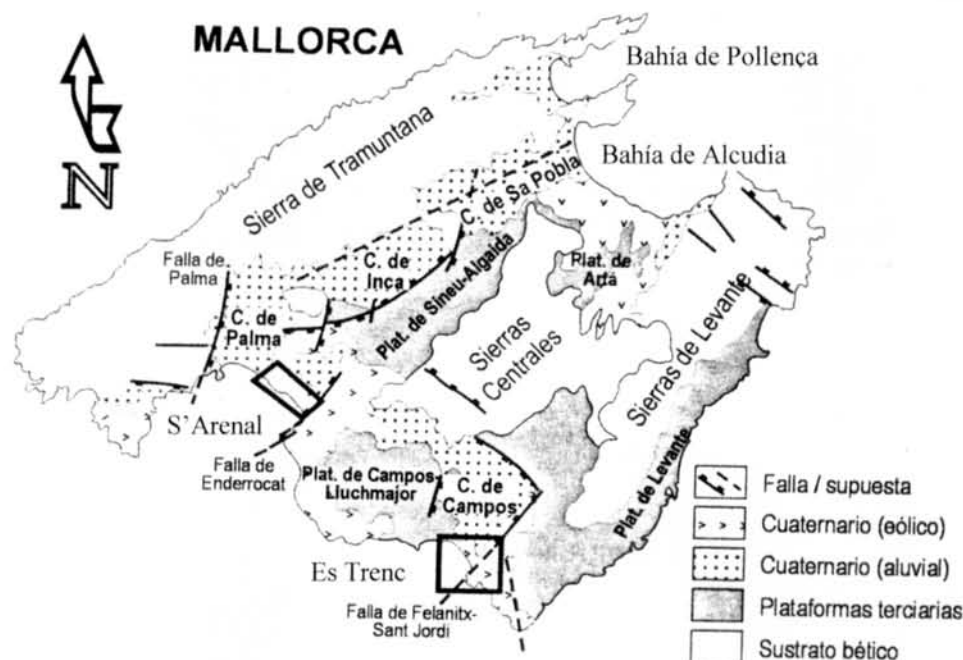 MALLORCA
N
Bahía de Pollença
Bahía de Alcudia
Sierra de Tramuntana
C. de Sa Pobla
Falla de
Palma
C. de
Inca
C. de
Palma
Plat. de Sineu-Algaida
Plat. de
Artá
Sierras
Centrales
Sierras de Levante
Plat. de Levante
S'Arenal
Falla de
Enderrocat
Plat. de Campos-
Lluchmajor
C. de
Campos
Es Trenc
Falla de Felanitx-
Sant Jordi
Falla / supuesta
Cuaternario (eólico)
Cuaternario (aluvial)
Plataformas terciarias
Sustrato bético